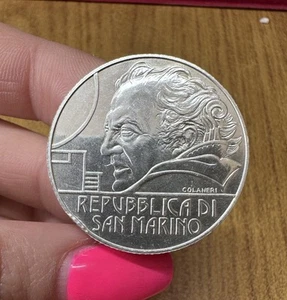 COLANERI
REPUBBLICA DI
SAN MARINO